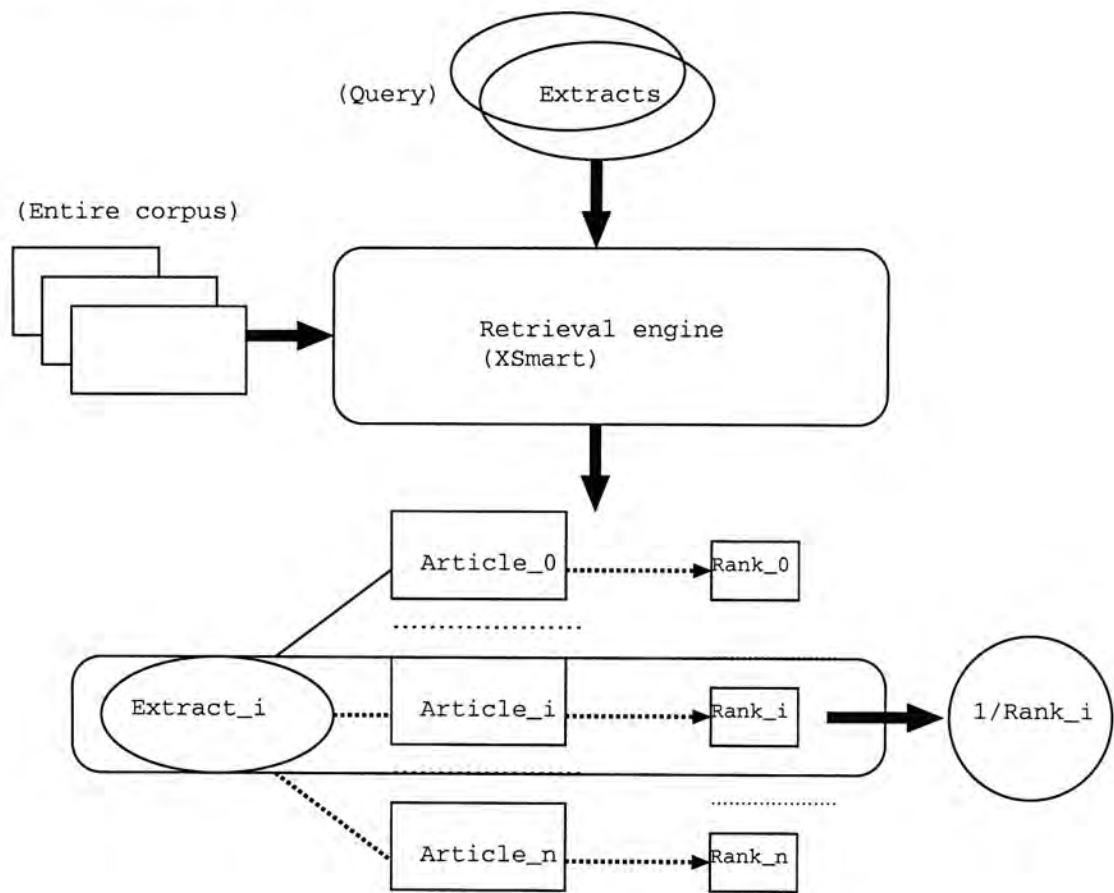 (Query)
Extracts
(Entire corpus)
Retrieval engine
(XSmart)
Article_0
Rank_0
Extract_i
Article_i
Rank_i
1/Rank_i
Article_n
Rank_n